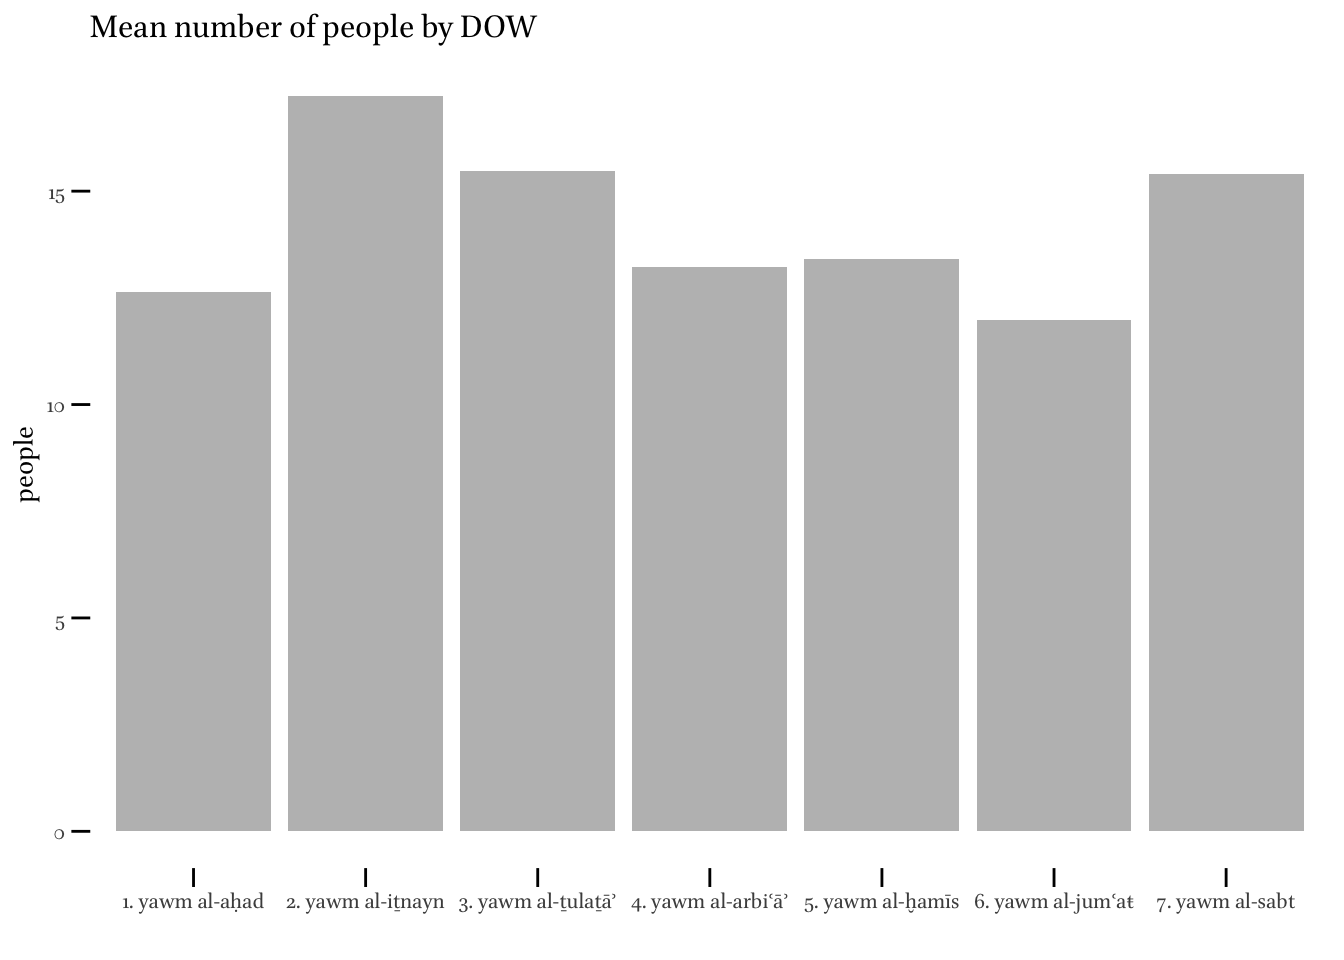 Mean number of people by DOW
people
15
10
5
0
1. yawm al-aḥad
2. yawm al-iṯnayn
3. yawm al-ṯulaṯāʾ
4. yawm al-arbiʿāʾ
5. yawm al-ḫamīs
6. yawm al-jumʿaŧ
7. yawm al-sabt